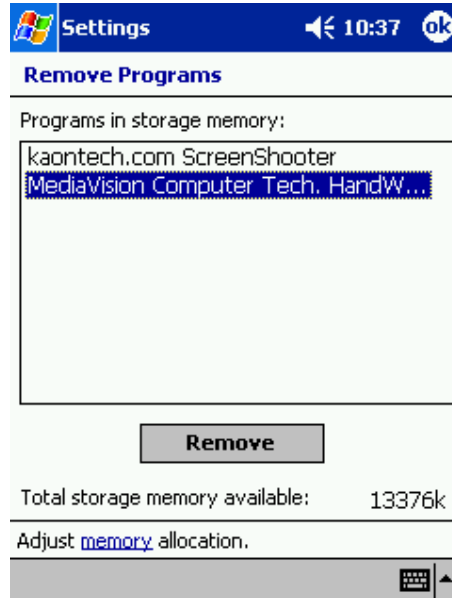 Settings 10:37 ok
Remove Programs
Programs in storage memory:
kaontech.com ScreenShooter
MediaVision Computer Tech. HandW...
Remove
Total storage memory available: 13376k
Adjust memory allocation.